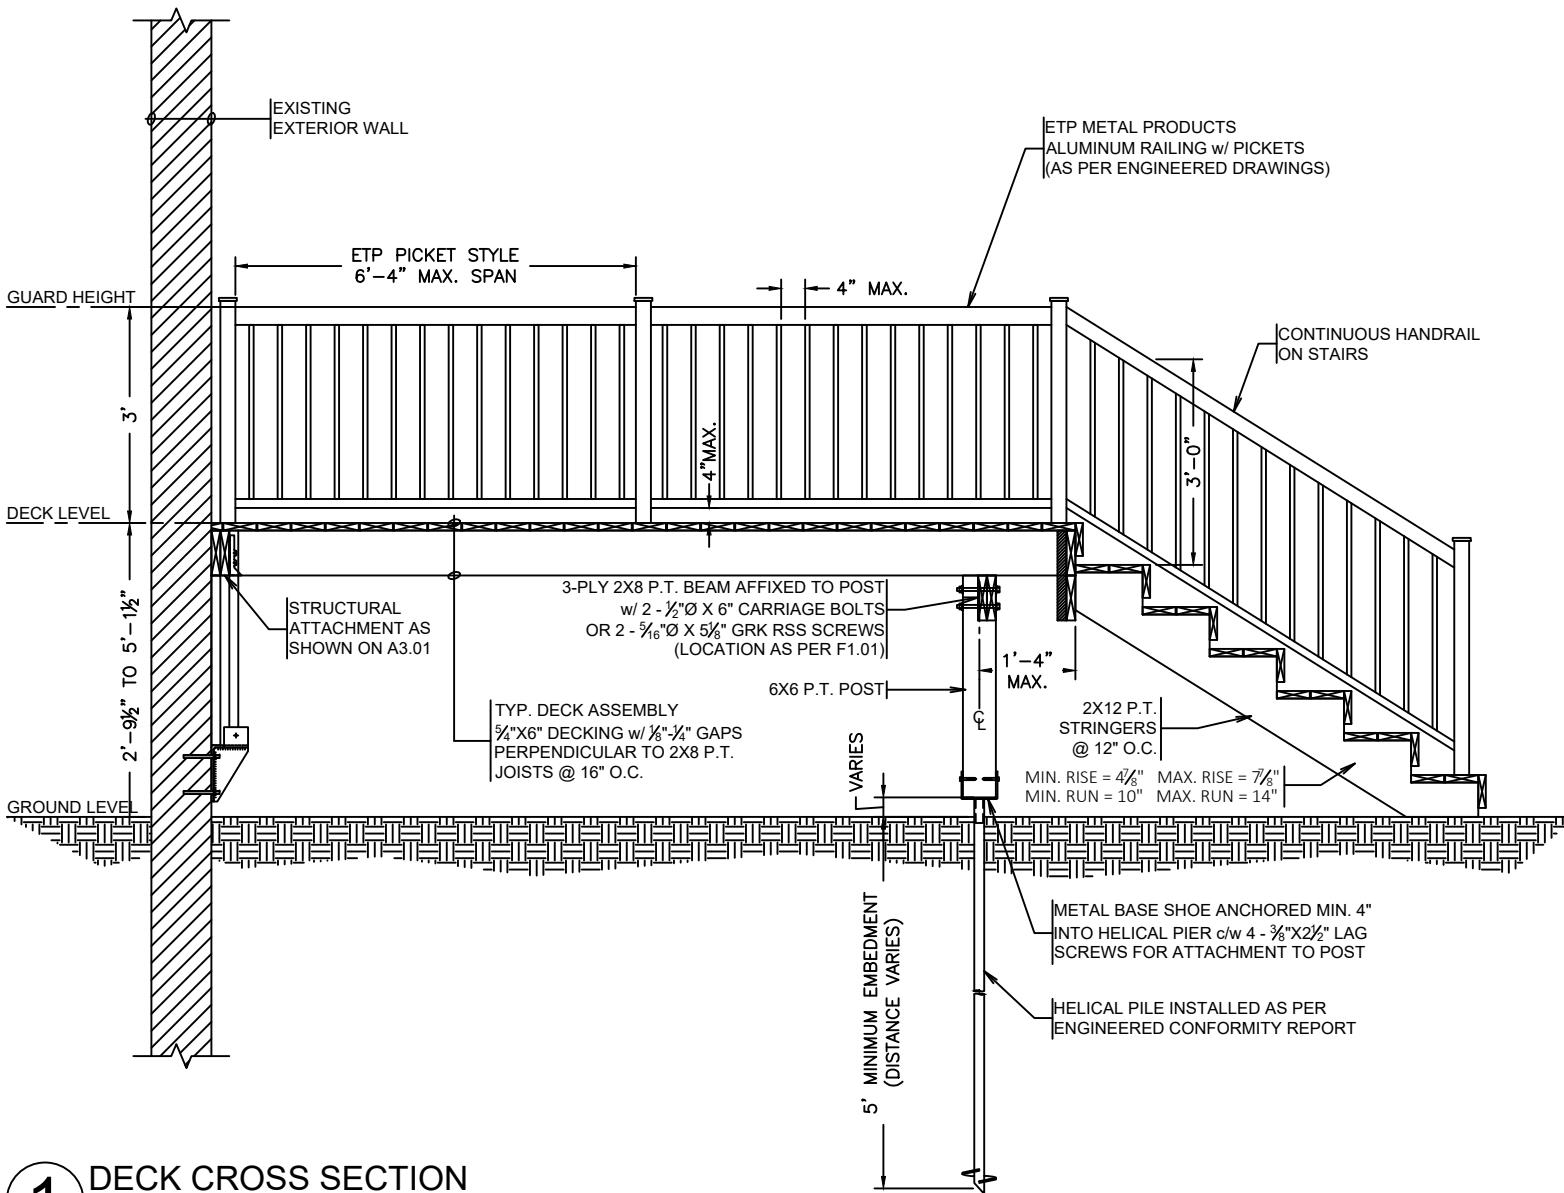 EXISTING
EXTERIOR WALL
ETP METAL PRODUCTS
ALUMINUM RAILING w/ PICKETS
(AS PER ENGINEERED DRAWINGS)
ETP PICKET STYLE
6'-4" MAX. SPAN
4" MAX.
GUARD HEIGHT
CONTINUOUS HANDRAIL
ON STAIRS
3'
4"MAX.
3'-0"
DECK LEVEL
2'-9½" TO 5'-1½"
STRUCTURAL
ATTACHMENT AS
SHOWN ON A3.01
3-PLY 2X8 P.T. BEAM AFFIXED TO POST
w/ 2 - ½"Ø X 6" CARRIAGE BOLTS
OR 2 - 5/16"Ø X 5⅛" GRK RSS SCREWS
(LOCATION AS PER F1.01)
1'-4"
MAX.
6X6 P.T. POST
CL
TYP. DECK ASSEMBLY
5/4"X6" DECKING w/ ⅛"-¼" GAPS
PERPENDICULAR TO 2X8 P.T.
JOISTS @ 16" O.C.
2X12 P.T.
STRINGERS
@ 12" O.C.
VARIES
MIN. RISE = 4⅞" MAX. RISE = 7⅞"
MIN. RUN = 10" MAX. RUN = 14"
GROUND LEVEL
5' MINIMUM EMBEDMENT
(DISTANCE VARIES)
METAL BASE SHOE ANCHORED MIN. 4"
INTO HELICAL PIER c/w 4 - ⅜"X2½" LAG
SCREWS FOR ATTACHMENT TO POST
HELICAL PILE INSTALLED AS PER
ENGINEERED CONFORMITY REPORT
1
DECK CROSS SECTION